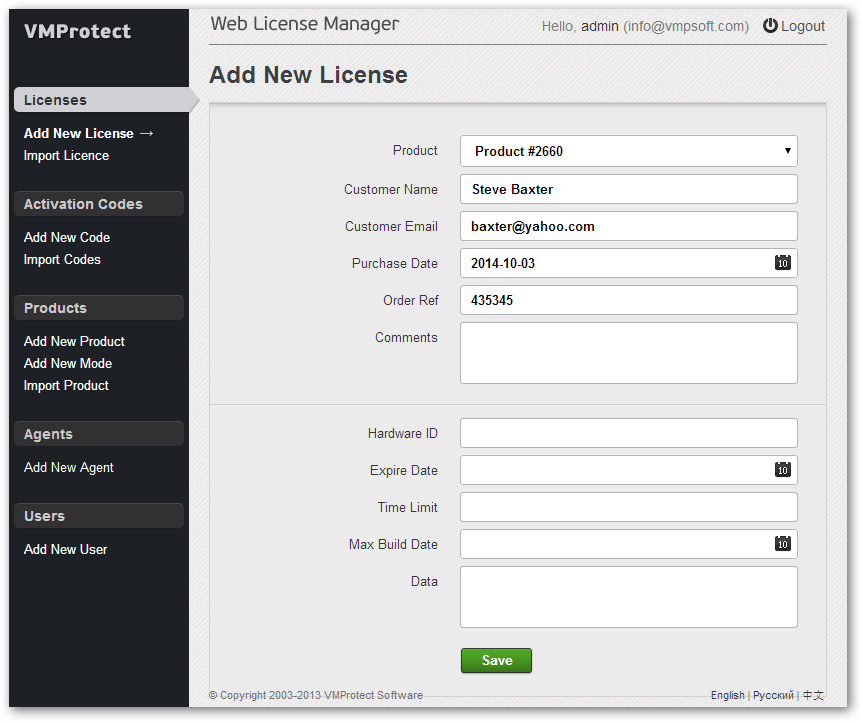 VMProtect
Web License Manager
Hello, admin (info@vmpsoft.com) Logout
Licenses
Add New License →
Import Licence
Activation Codes
Add New Code
Import Codes
Products
Add New Product
Add New Mode
Import Product
Agents
Add New Agent
Users
Add New User
Add New License
Product Product #2660
Customer Name Steve Baxter
Customer Email baxter@yahoo.com
Purchase Date 2014-10-03 10
Order Ref 435345
Comments
Hardware ID
Expire Date 10
Time Limit
Max Build Date 10
Data
Save
© Copyright 2003-2013 VMProtect Software
English | Русский | 中文